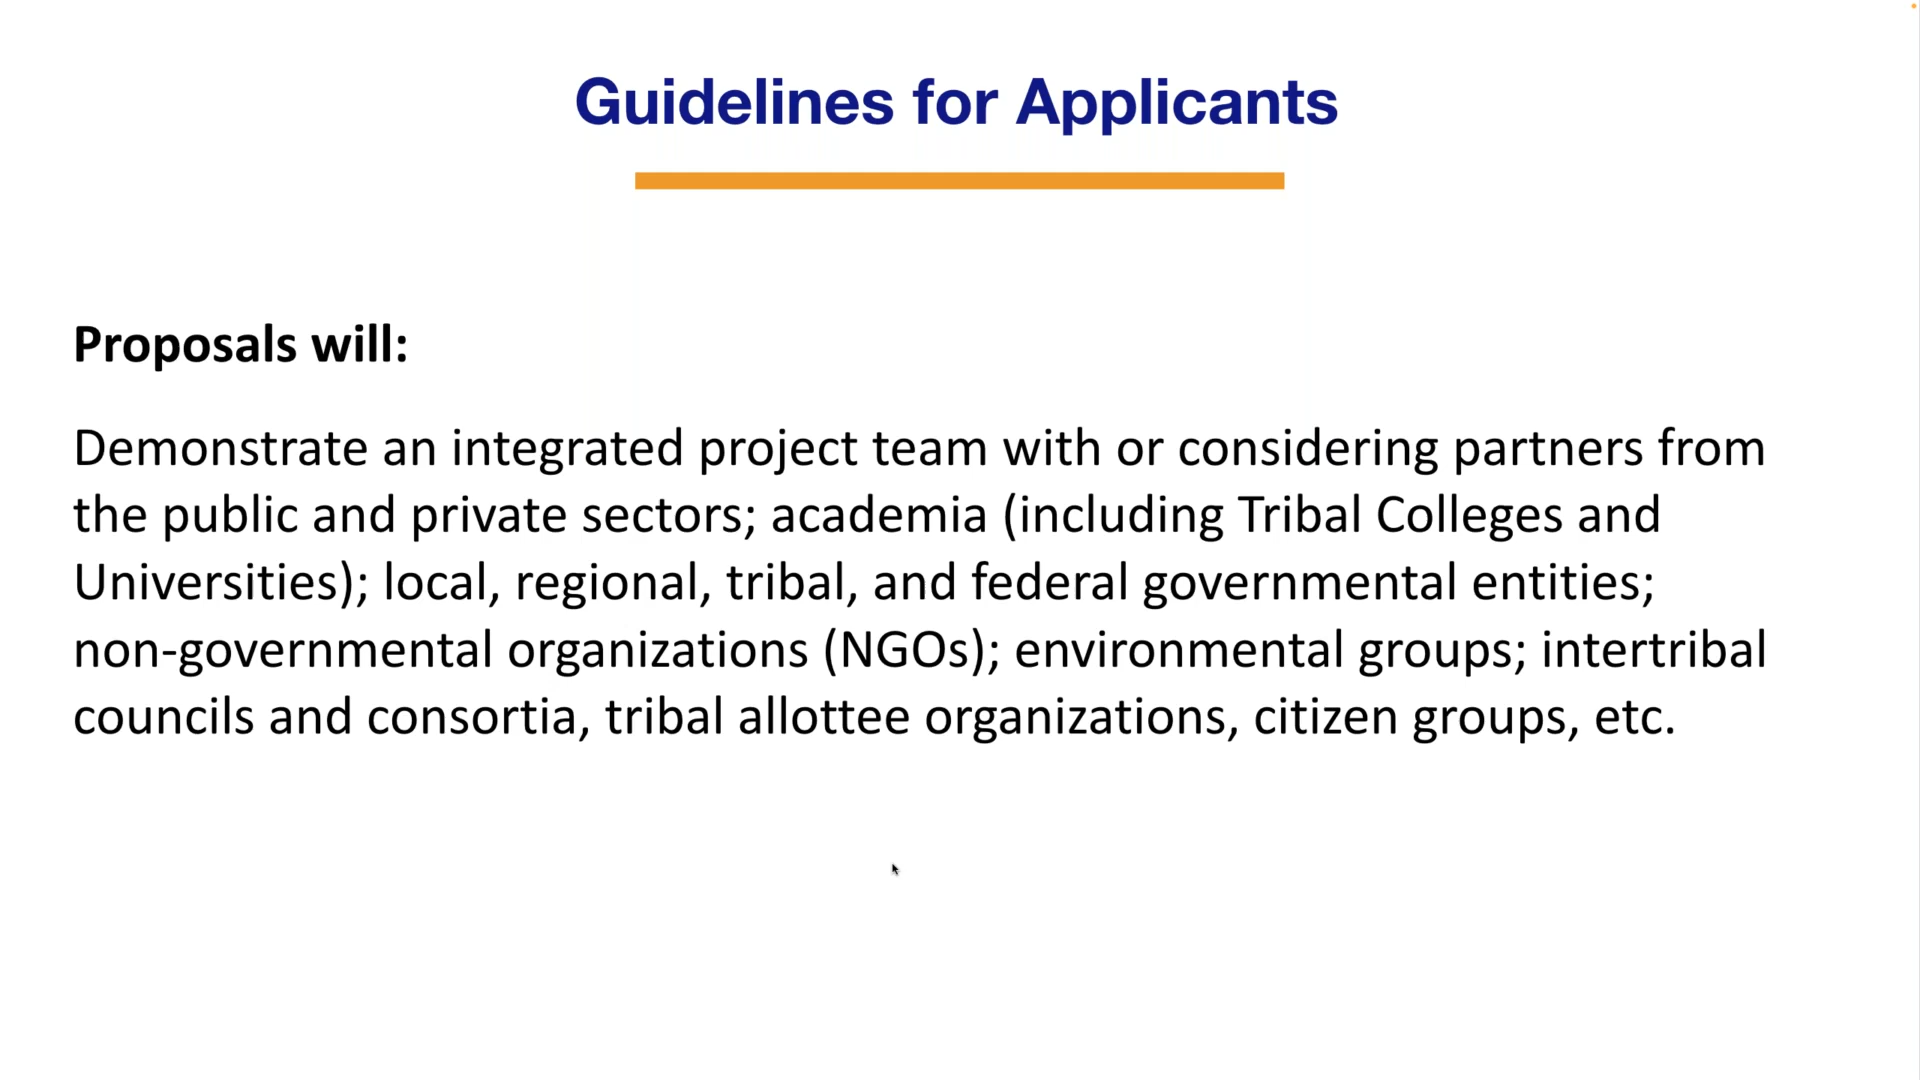 Guidelines for Applicants
Proposals will:
Demonstrate an integrated project team with or considering partners from
the public and private sectors; academia (including Tribal Colleges and
Universities); local, regional, tribal, and federal governmental entities;
non-governmental organizations (NGOs); environmental groups; intertribal
councils and consortia, tribal allottee organizations, citizen groups, etc.